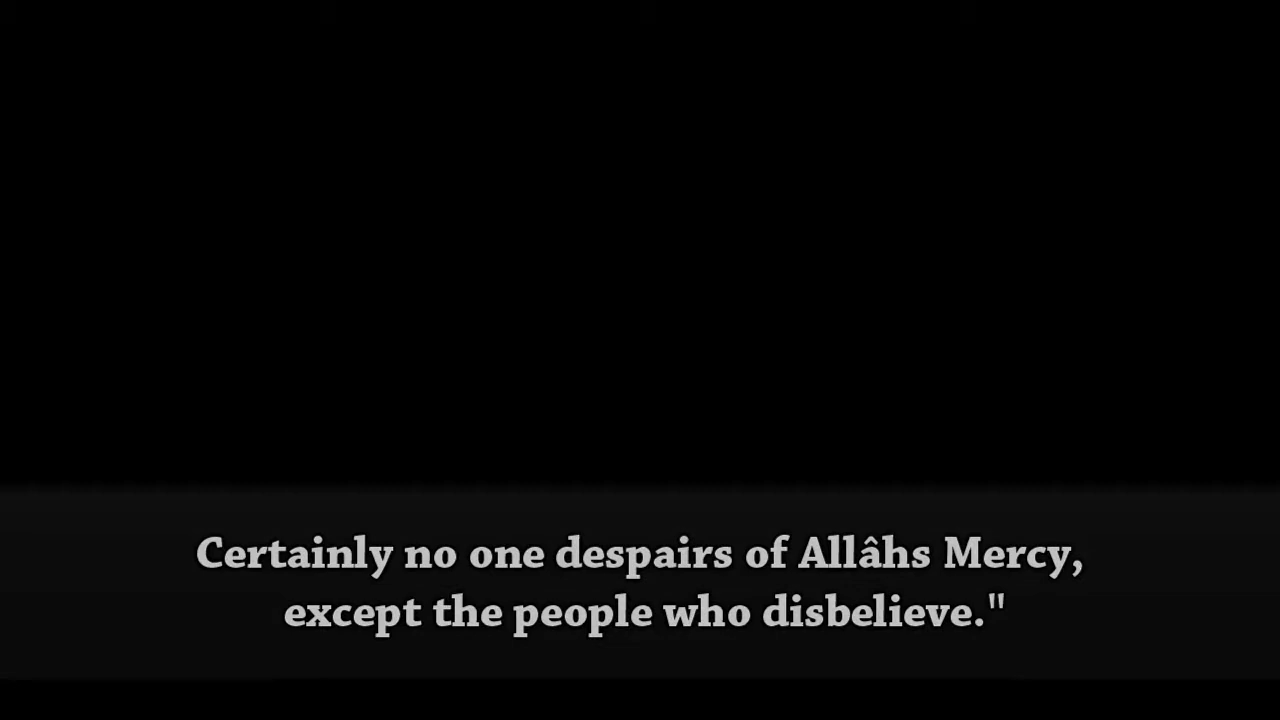 Certainly no one despairs of Allâhs Mercy,
except the people who disbelieve."